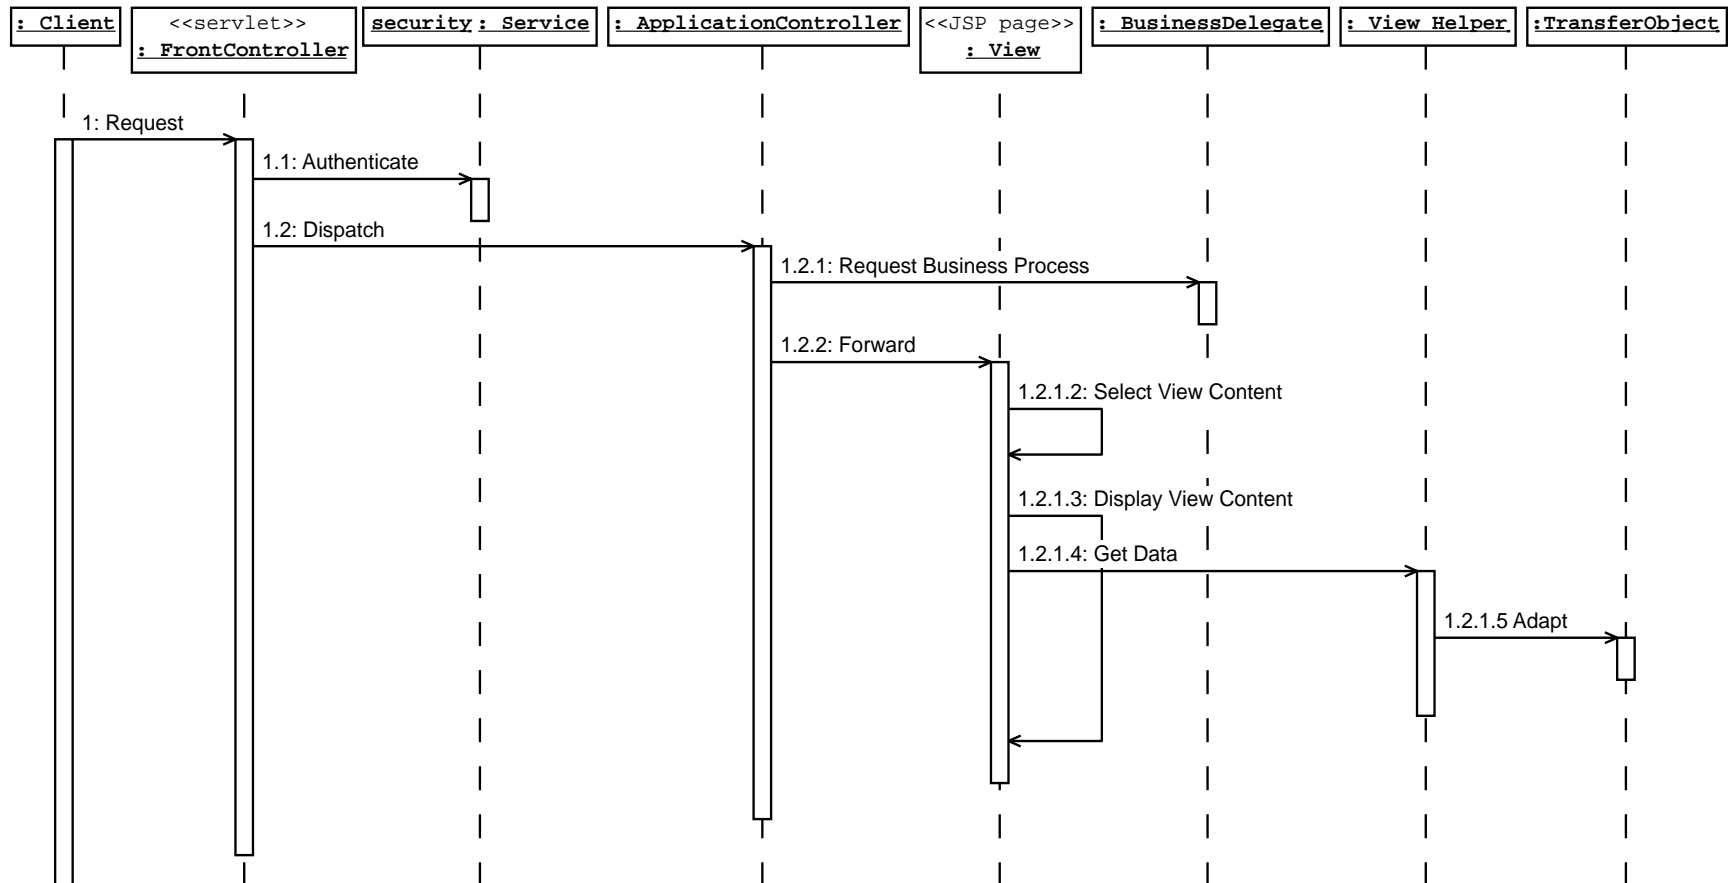 : Client
<<servlet>>
: FrontController
security : Service
: ApplicationController
<<JSP page>>
: View
: BusinessDelegate
: View Helper
:TransferObject
1: Request
1.1: Authenticate
1.2: Dispatch
1.2.1: Request Business Process
1.2.2: Forward
1.2.1.2: Select View Content
1.2.1.3: Display View Content
1.2.1.4: Get Data
1.2.1.5 Adapt